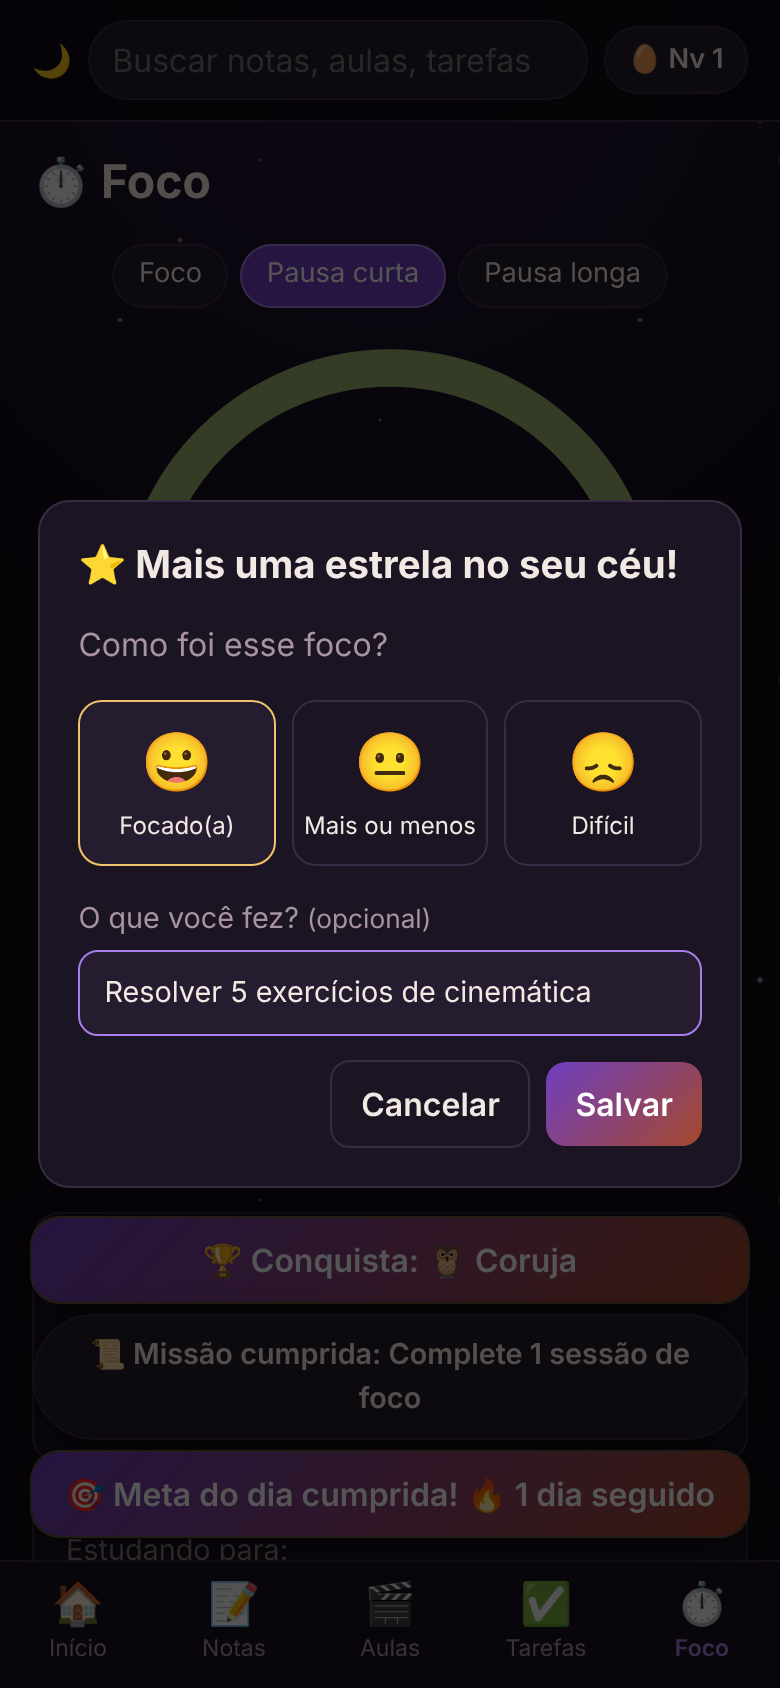 Buscar notas, aulas, tarefas
Nv 1
Foco
Foco
Pausa curta
Pausa longa
Mais uma estrela no seu céu!
Como foi esse foco?
Focado(a)
Mais ou menos
Difícil
O que você fez? (opcional)
Resolver 5 exercícios de cinemática
Cancelar
Salvar
Conquista: Coruja
Missão cumprida: Complete 1 sessão de
foco
Meta do dia cumprida! 1 dia seguido
Estudando para:
Início
Notas
Aulas
Tarefas
Foco